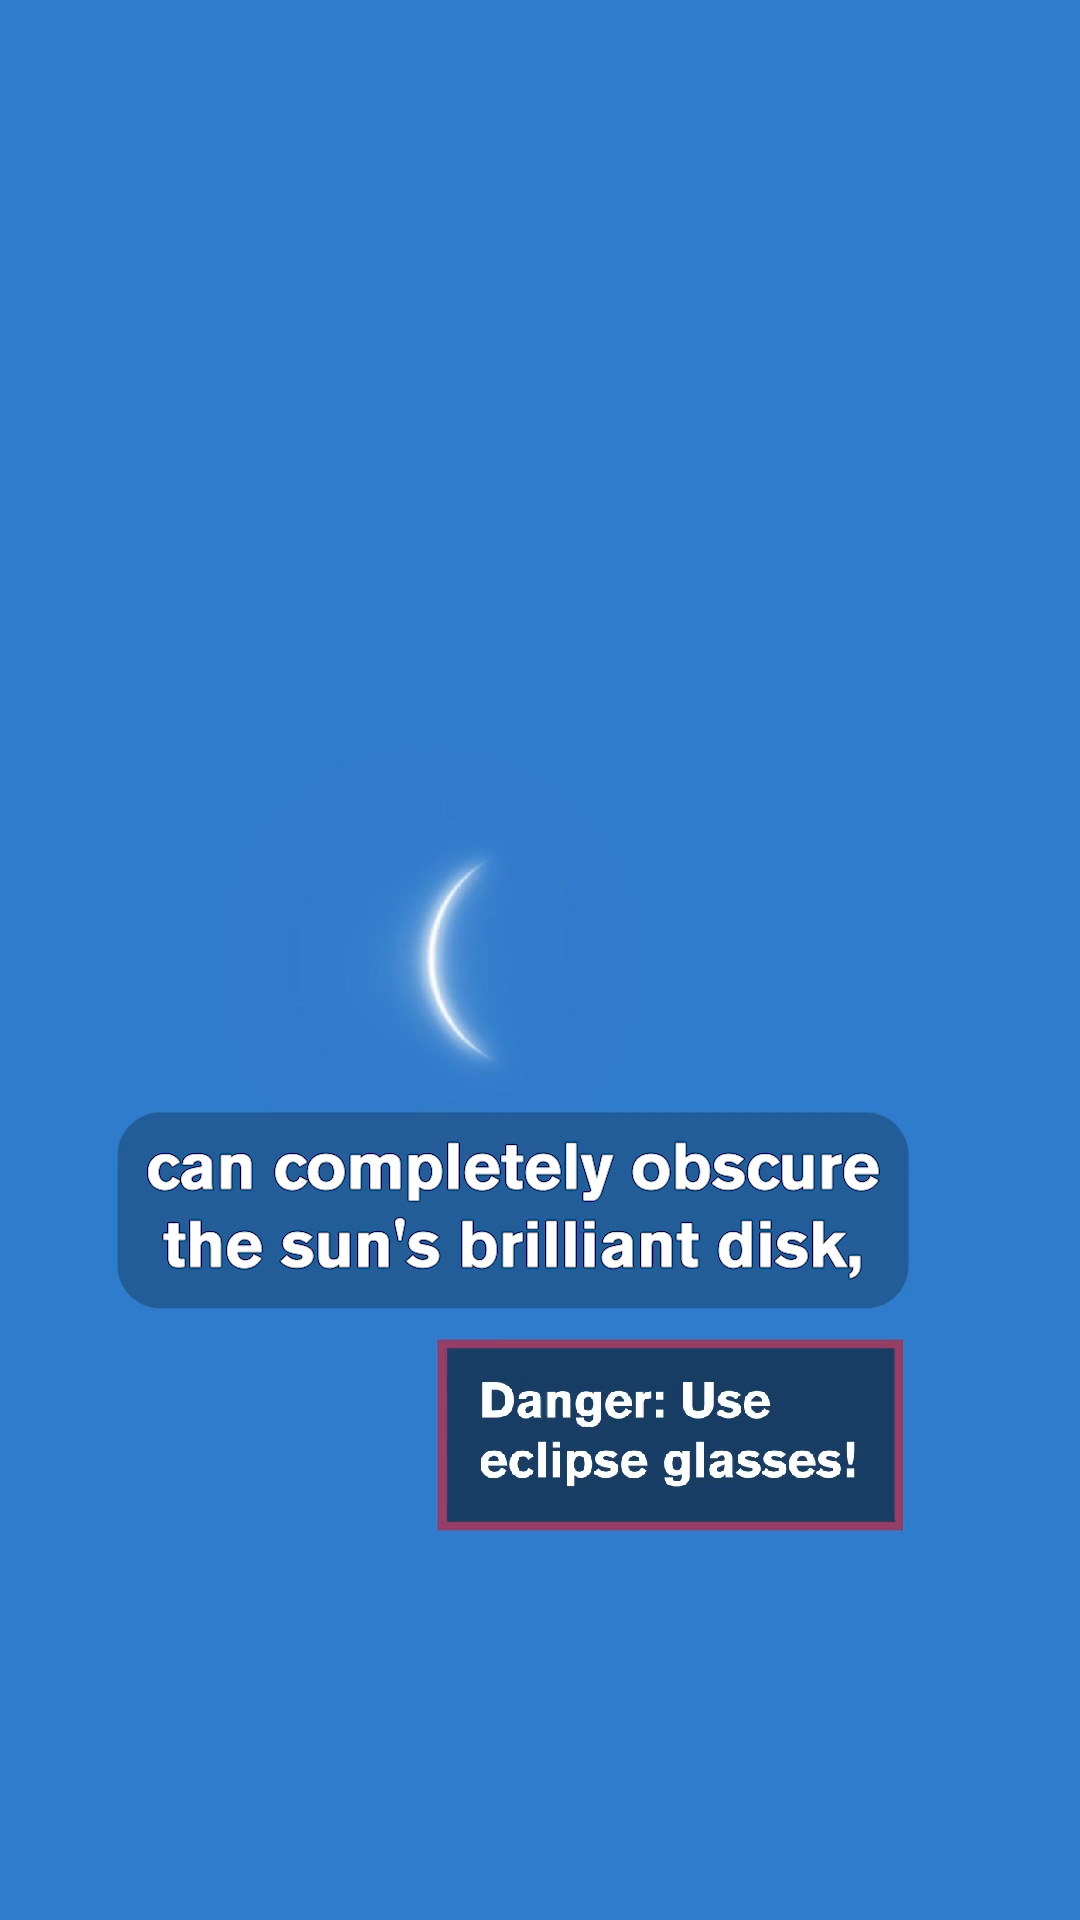 can completely obscure
the sun's brilliant disk,
Danger: Use
eclipse glasses!